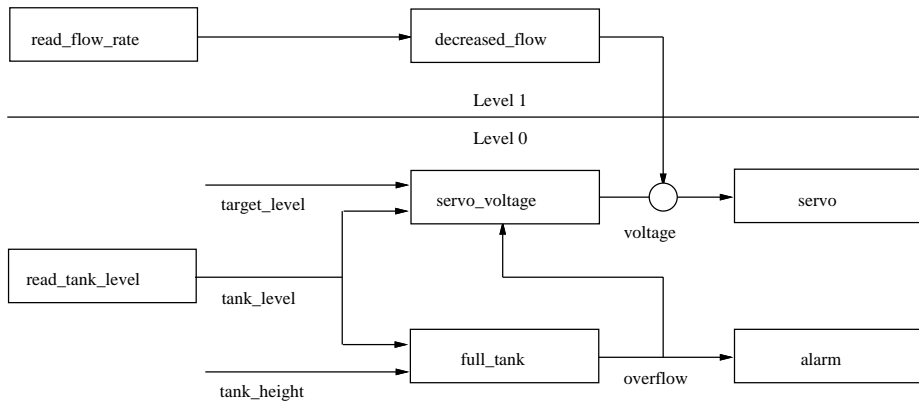 read_flow_rate
decreased_flow
Level 1
Level 0
target_level
servo_voltage
servo
voltage
read_tank_level
tank_level
full_tank
alarm
overflow
tank_height